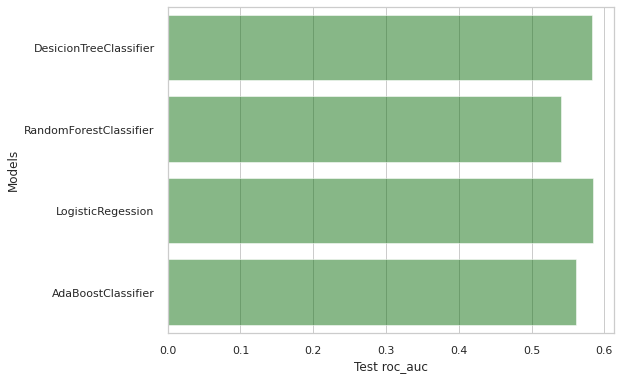 DesicionTreeClassifier
RandomForestClassifier
LogisticRegession
AdaBoostClassifier
Models
0.0 0.1 0.2 0.3 0.4 0.5 0.6
Test roc_auc